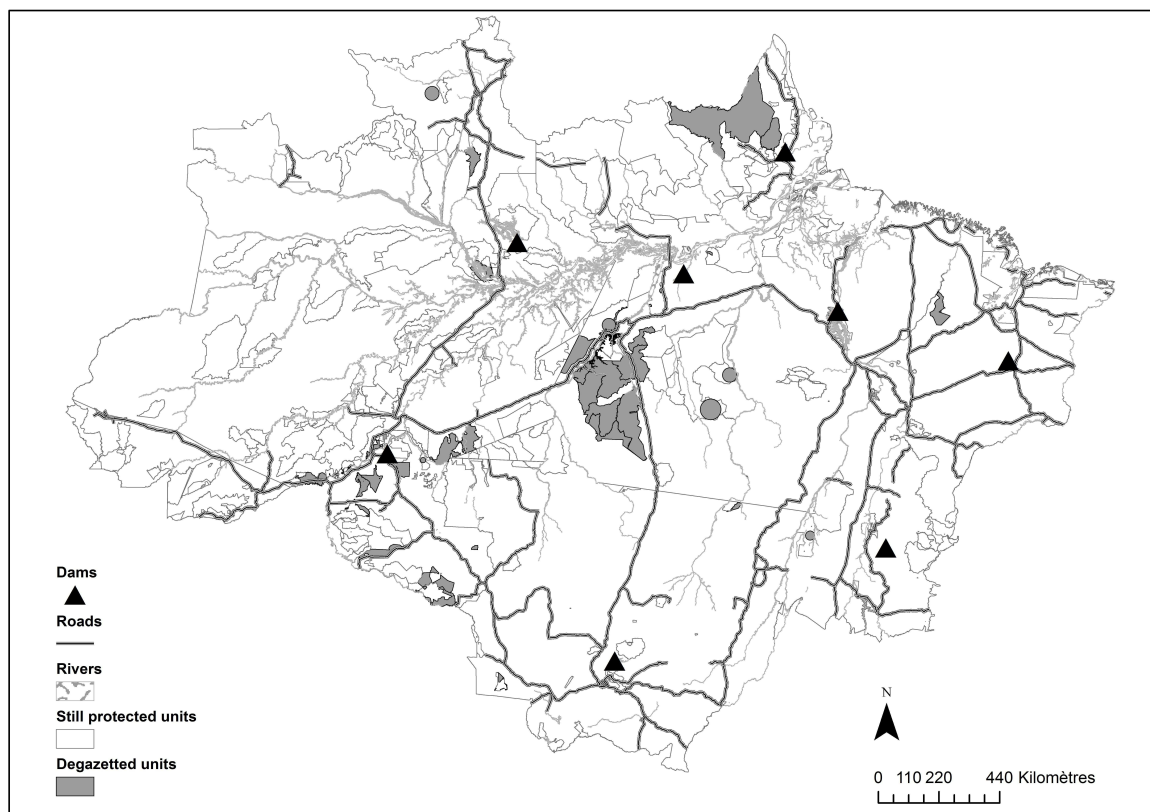 Dams
Roads
Rivers
Still protected units
Degazetted units
N
0 110 220 440 Kilomètres